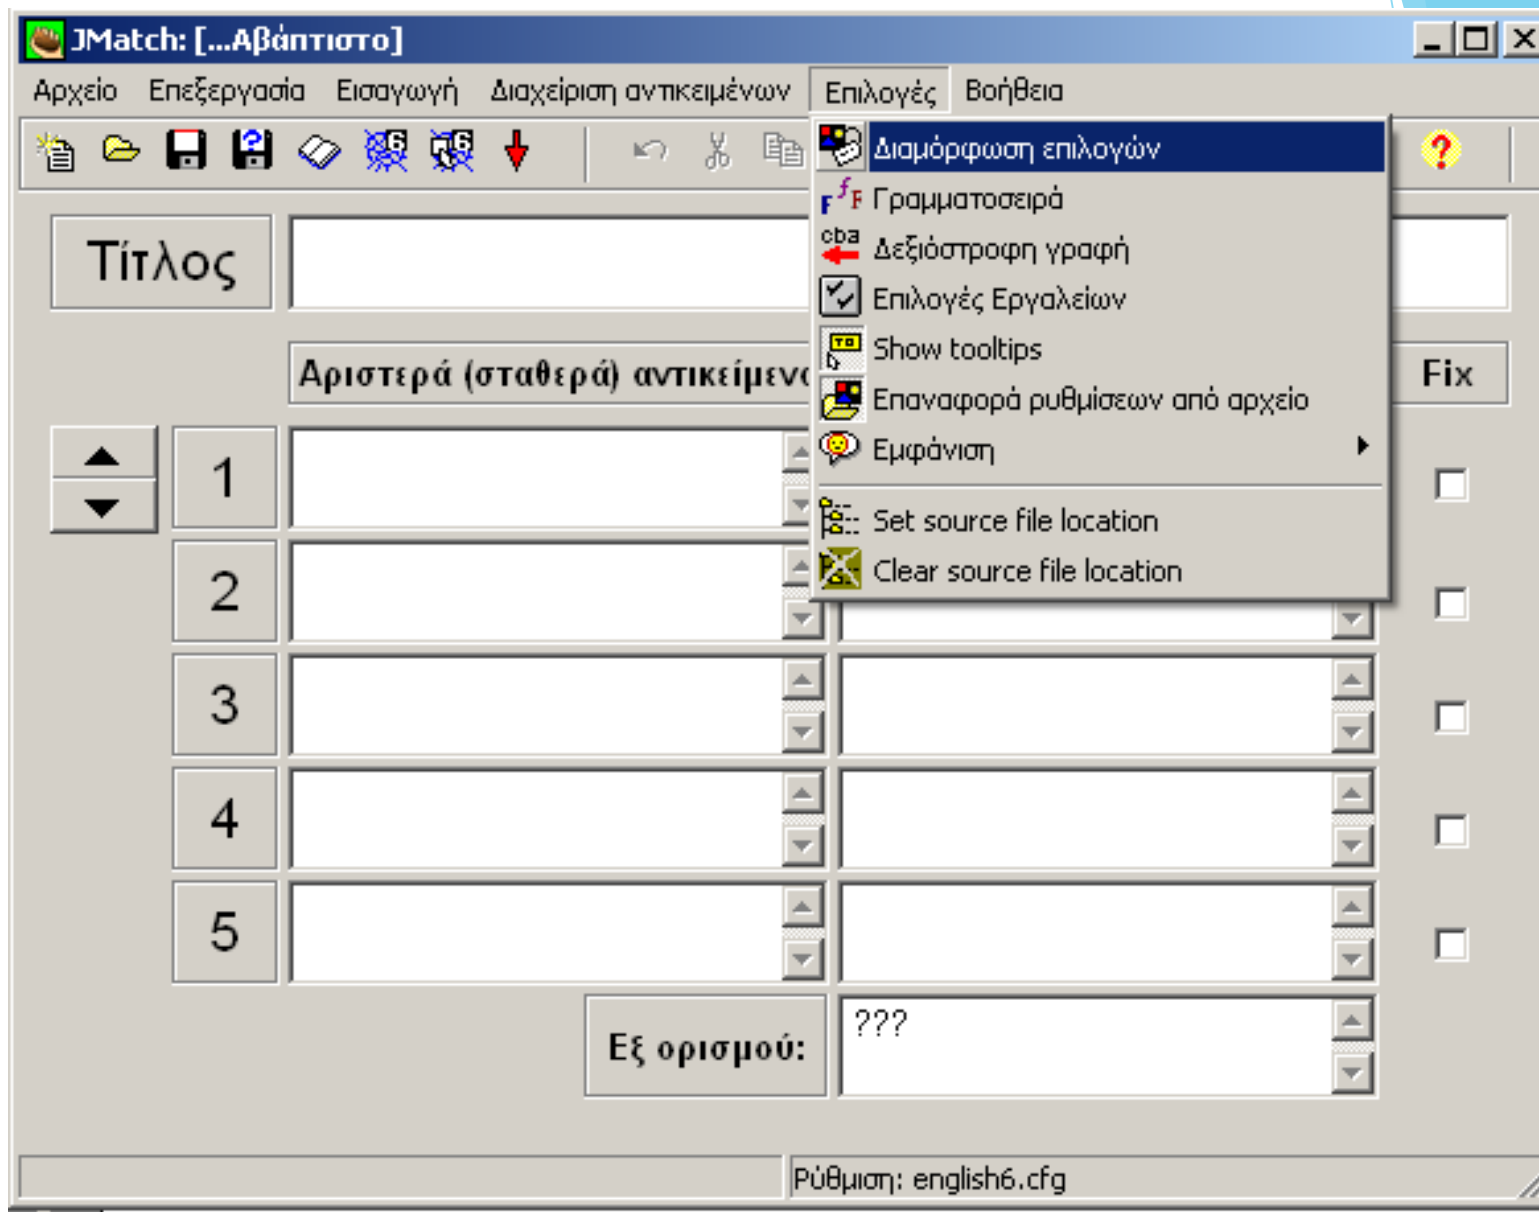 JMatch: [...Αβάπτιστο]
Αρχείο Επεξεργασία Εισαγωγή Διαχείριση αντικειμένων Επιλογές Βοήθεια
Διαμόρφωση επιλογών
Γραμματοσειρά
Δεξιόστροφη γραφή
Επιλογές Εργαλείων
Show tooltips
Επαναφορά ρυθμίσεων από αρχείο
Εμφάνιση
Set source file location
Clear source file location
Τίτλος
Αριστερά (σταθερά) αντικείμενα
Fix
1
2
3
4
5
Εξ ορισμού:
???
Ρύθμιση: english6.cfg